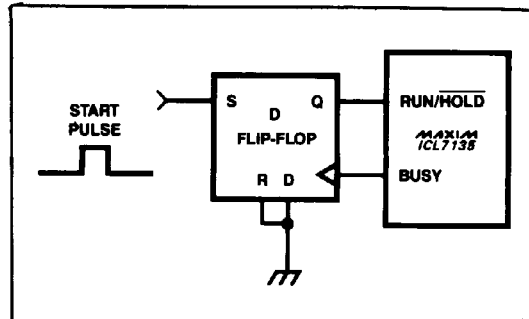 START
PULSE
S
D
Q
FLIP-FLOP
R D
RUN/HOLD
MAXIM
ICL7135
BUSY